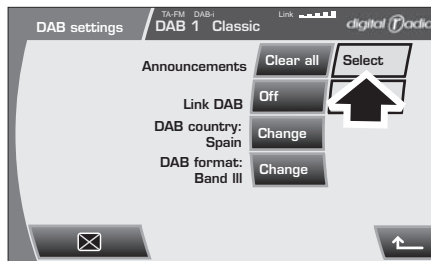 DAB settings
TA-FM DAB-i
DAB 1 Classic
Link
digital radio
Announcements
Clear all
Select
Link DAB
Off
DAB country:
Spain
Change
DAB format:
Band III
Change